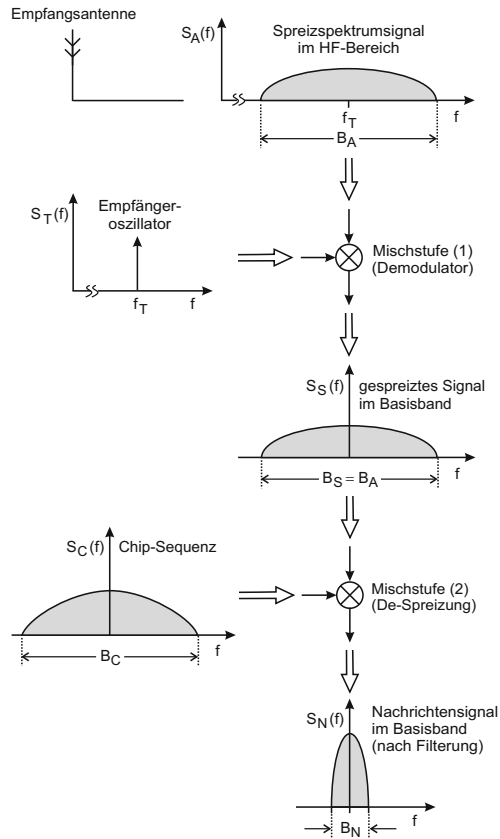 Empfangsantenne
Spreizspektrumsignal
im HF-Bereich
S_A(f)
f_T
f
B_A
S_T(f)
Empfänger-
oszillator
f_T
f
Mischstufe (1)
(Demodulator)
S_S(f)
gespreiztes Signal
im Basisband
f
B_S = B_A
S_C(f)
Chip-Sequenz
f
B_C
Mischstufe (2)
(De-Spreizung)
S_N(f)
Nachrichtensignal
im Basisband
(nach Filterung)
f
B_N